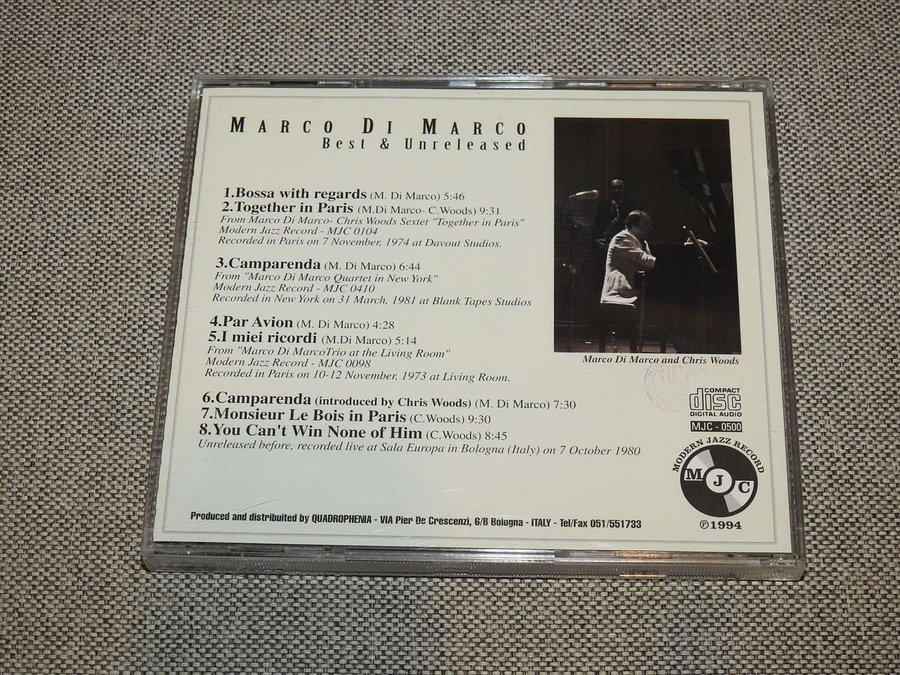 MARCO DI MARCO
Best & Unreleased
1.Bossa with regards (M. Di Marco) 5:46
2.Together in Paris (M.Di Marco- C.Woods) 9:31
From Marco Di Marco- Chris Woods Sextet "Together in Paris"
Modern Jazz Record - MJC 0104
Recorded in Paris on 7 November, 1974 at Davout Studios.
3.Camparenda (M. Di Marco) 6:44
From "Marco Di Marco Quartet in New York"
Modern Jazz Record - MJC 0410
Recorded in New York on 31 March, 1981 at Blank Tapes Studios
4.Par Avion (M. Di Marco) 4:28
5.I miei ricordi (M.Di Marco) 5:14
From "Marco Di MarcoTrio at the Living Room"
Modern Jazz Record - MJC 0098
Recorded in Paris on 10-12 November, 1973 at Living Room.
6.Camparenda (introduced by Chris Woods) (M. Di Marco) 7:30
7.Monsieur Le Bois in Paris (C.Woods) 9:30
8.You Can't Win None of Him (C.Woods) 8:45
Unreleased before, recorded live at Sala Europa in Bologna (Italy) on 7 October 1980
Marco Di Marco and Chris Woods
COMPACT
disc
DIGITAL AUDIO
MJC - 0500
MODERN JAZZ RECORD
MJC
℗1994
Produced and distribuited by QUADROPHENIA - VIA Pier De Crescenzi, 6/B Bologna - ITALY - Tel/Fax 051/551733